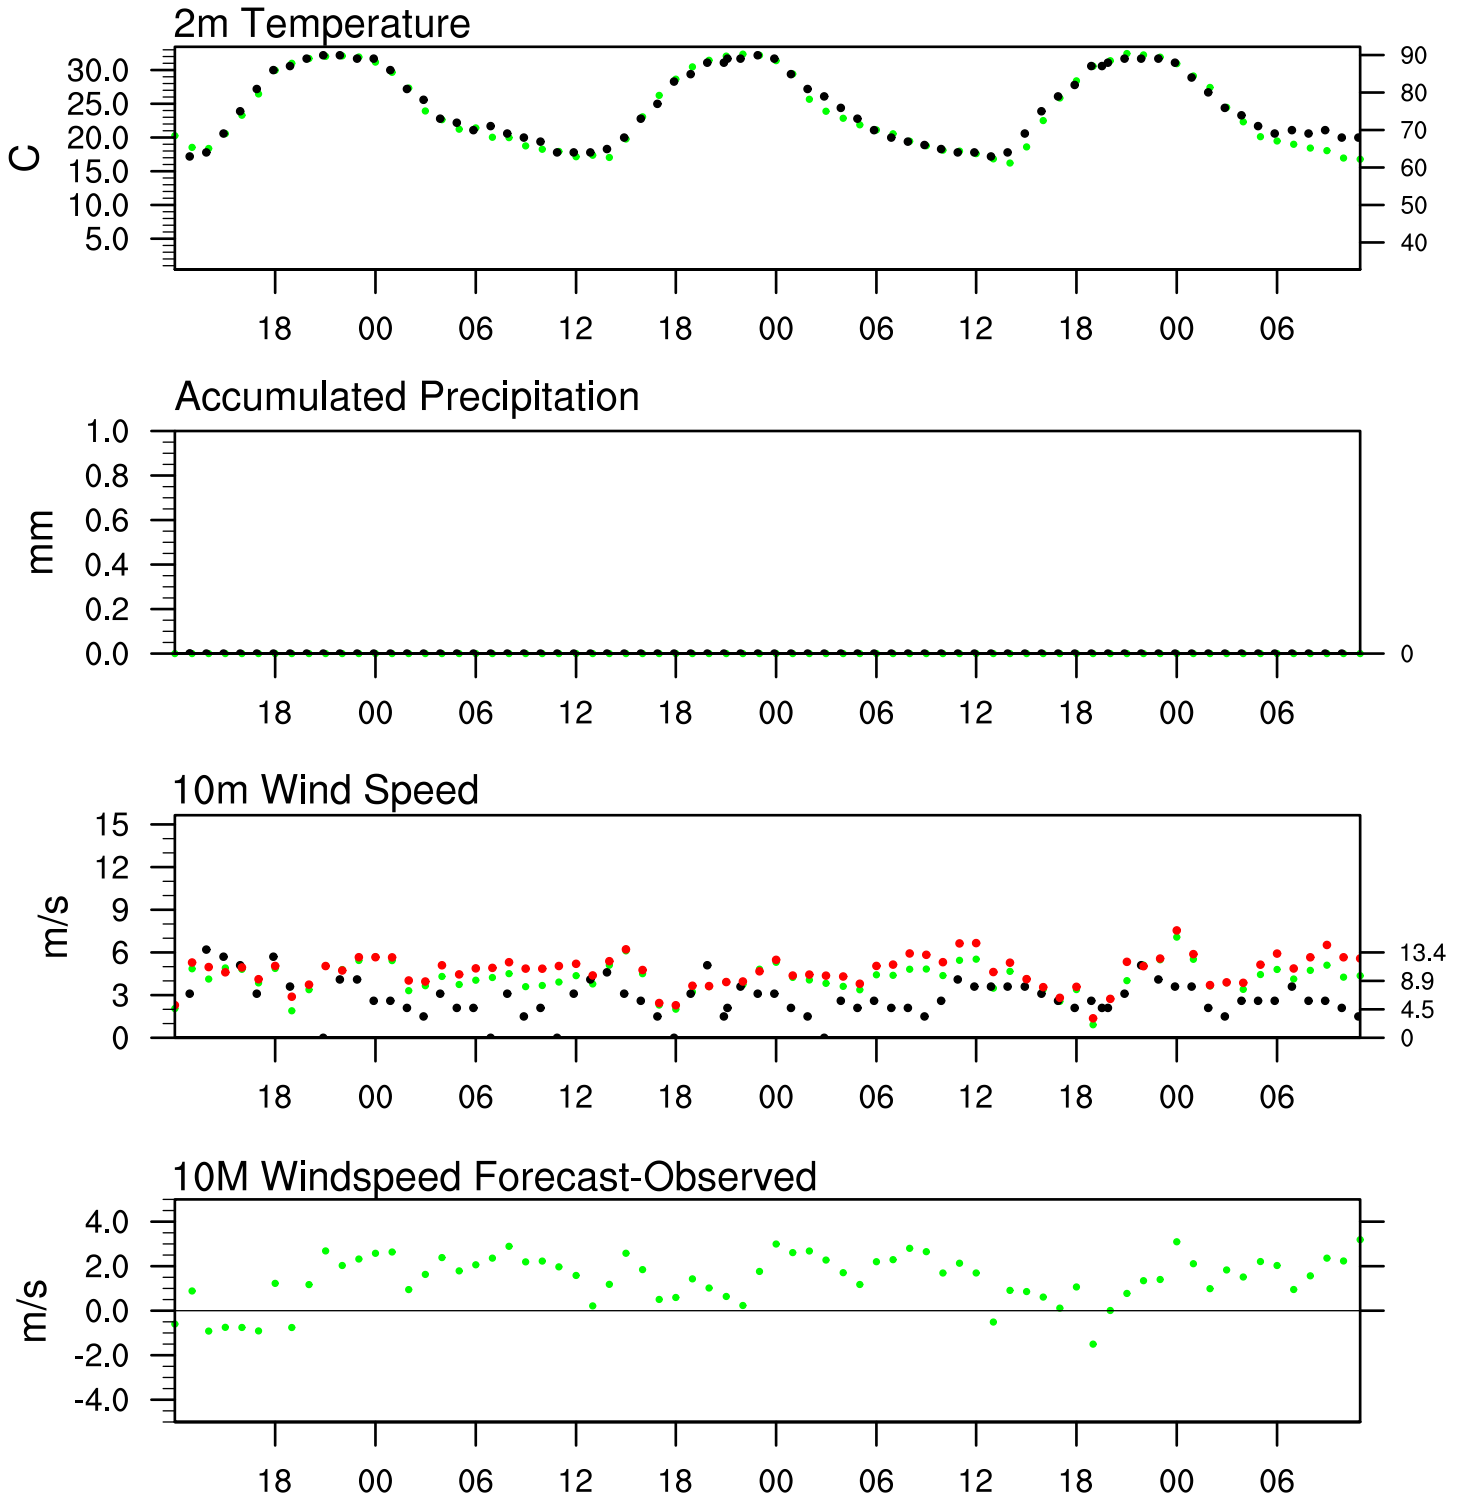 2m Temperature
30.0 90
25.0 80
20.0 70
15.0 60
10.0 50
5.0 40
C
18 00 06 12 18 00 06 12 18 00 06
Accumulated Precipitation
1.0
0.8
0.6
0.4
0.2
0.0 0
mm
18 00 06 12 18 00 06 12 18 00 06
10m Wind Speed
15
12
9
6 13.4
3 8.9
4.5
0 0
m/s
18 00 06 12 18 00 06 12 18 00 06
10M Windspeed Forecast-Observed
4.0
2.0
0.0
-2.0
-4.0
m/s
18 00 06 12 18 00 06 12 18 00 06